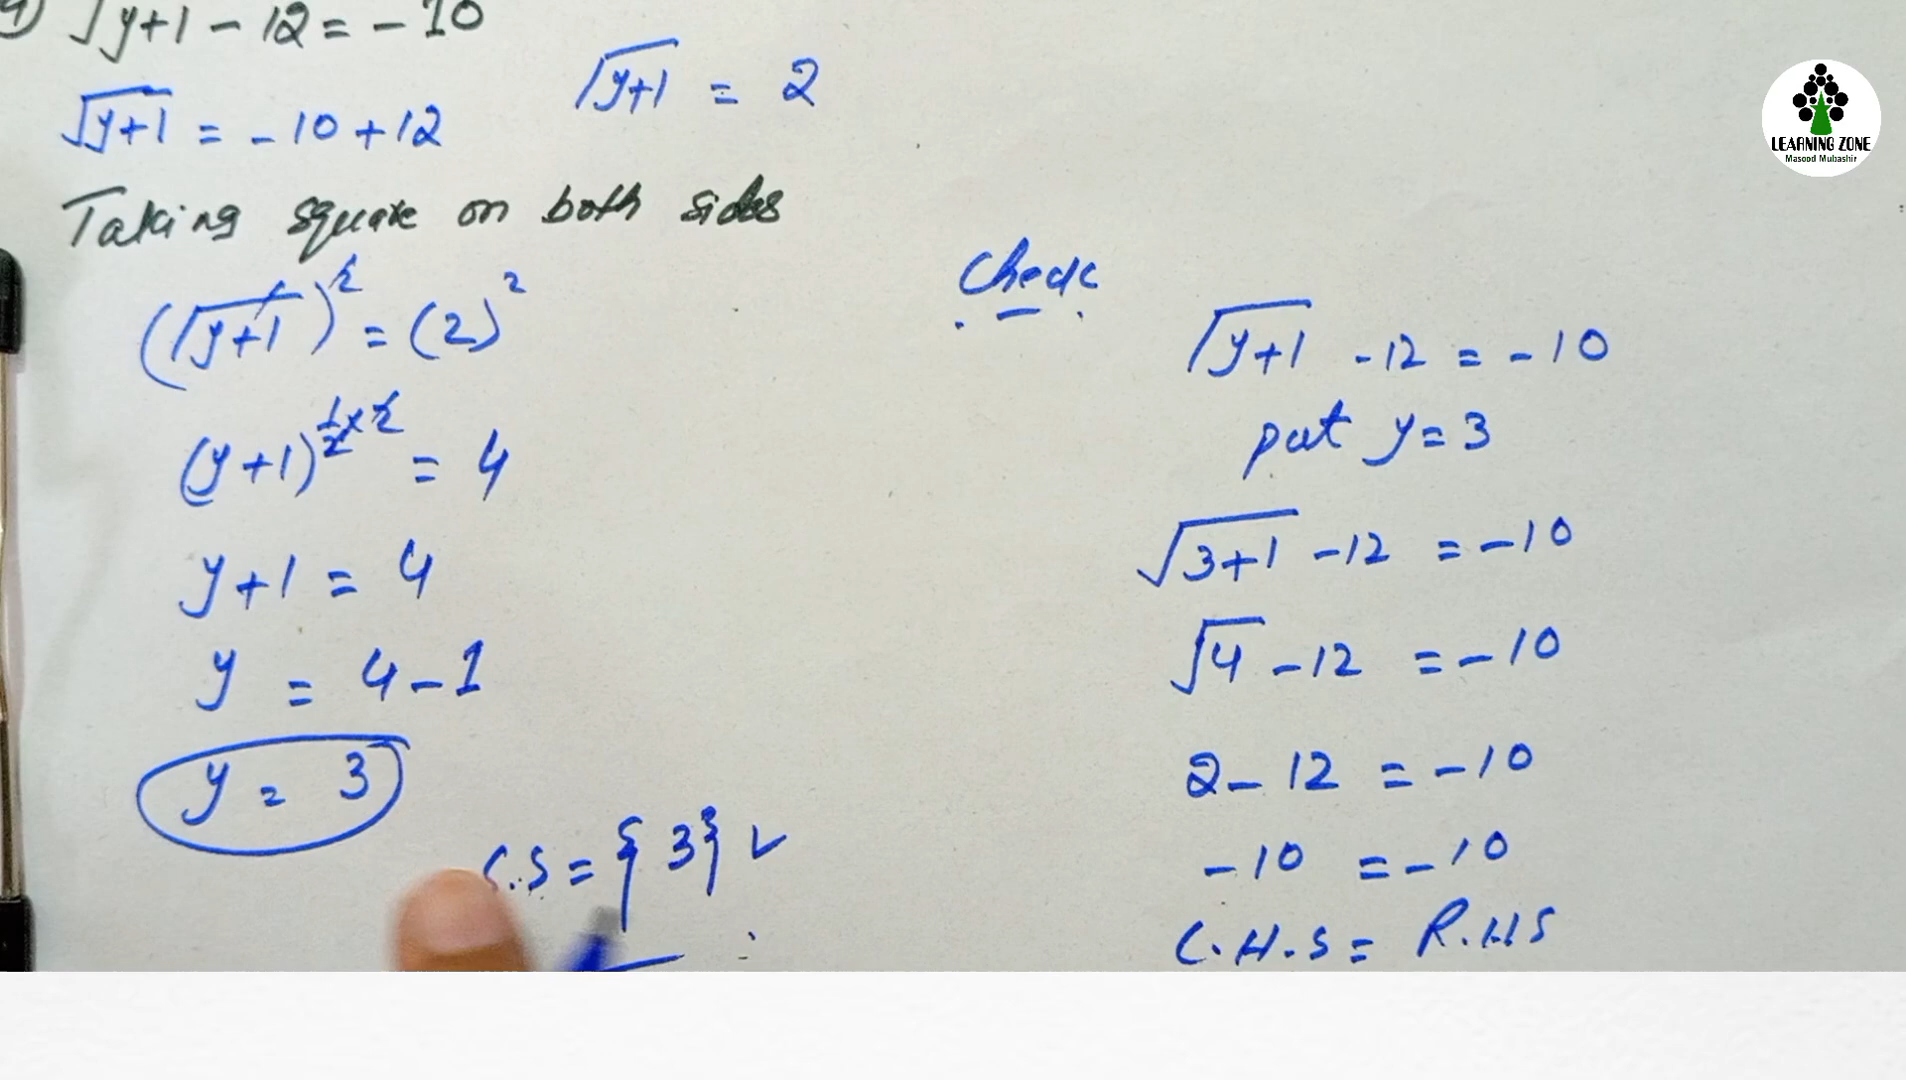 √y+1 - 12 = - 10
√y+1 = - 10 + 12
√y+1 = 2
Taking square on both sides
(√y+1)² = (2)²
(y+1)^½×2 = 4
y+1 = 4
y = 4-1
y = 3
S.S = {3} ✓
Check
√y+1 - 12 = - 10
put y = 3
√3+1 - 12 = - 10
√4 - 12 = - 10
2 - 12 = - 10
- 10 = - 10
L.H.S = R.H.S
LEARNING ZONE
Masood Mubashir